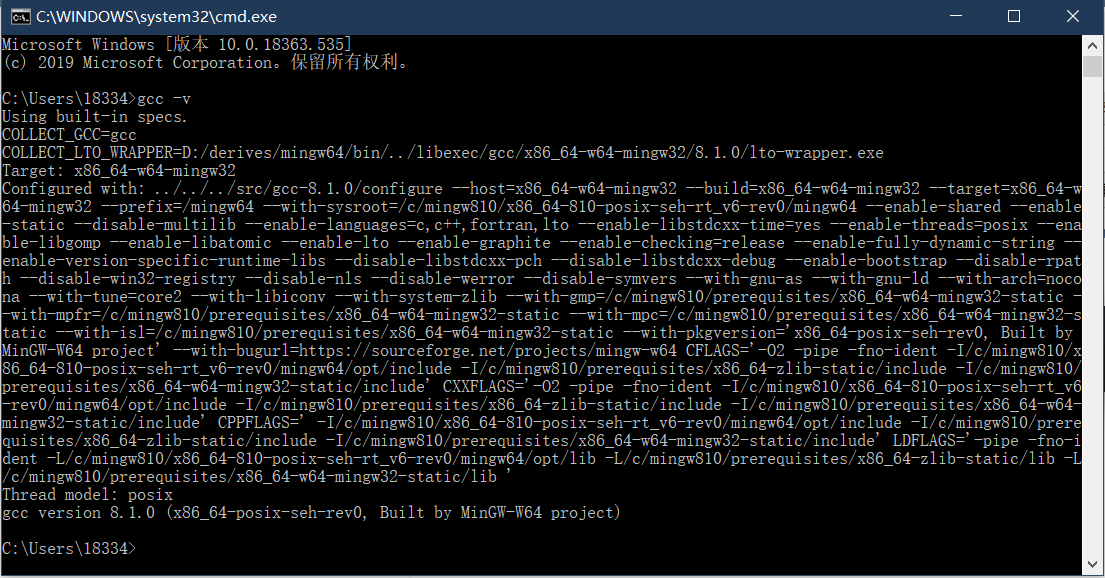 C:\WINDOWS\system32\cmd.exe
Microsoft Windows [版本 10.0.18363.535]
(c) 2019 Microsoft Corporation。保留所有权利。
C:\Users\18334>gcc -v
Using built-in specs.
COLLECT_GCC=gcc
COLLECT_LTO_WRAPPER=D:/derives/mingw64/bin/../libexec/gcc/x86_64-w64-mingw32/8.1.0/lto-wrapper.exe
Target: x86_64-w64-mingw32
Configured with: ../../../src/gcc-8.1.0/configure --host=x86_64-w64-mingw32 --build=x86_64-w64-mingw32 --target=x86_64-w
64-mingw32 --prefix=/mingw64 --with-sysroot=/c/mingw810/x86_64-810-posix-seh-rt_v6-rev0/mingw64 --enable-shared --enable
-static --disable-multilib --enable-languages=c,c++,fortran,lto --enable-libstdcxx-time=yes --enable-threads=posix --ena
ble-libgomp --enable-libatomic --enable-lto --enable-graphite --enable-checking=release --enable-fully-dynamic-string --
enable-version-specific-runtime-libs --disable-libstdcxx-pch --disable-libstdcxx-debug --enable-bootstrap --disable-rpat
h --disable-win32-registry --disable-nls --disable-werror --disable-symvers --with-gnu-as --with-gnu-ld --with-arch=noco
na --with-tune=core2 --with-libiconv --with-system-zlib --with-gmp=/c/mingw810/prerequisites/x86_64-w64-mingw32-static -
-with-mpfr=/c/mingw810/prerequisites/x86_64-w64-mingw32-static --with-mpc=/c/mingw810/prerequisites/x86_64-w64-mingw32-s
tatic --with-isl=/c/mingw810/prerequisites/x86_64-w64-mingw32-static --with-pkgversion='x86_64-posix-seh-rev0, Built by
MinGW-W64 project' --with-bugurl=https://sourceforge.net/projects/mingw-w64 CFLAGS='-O2 -pipe -fno-ident -I/c/mingw810/x
86_64-810-posix-seh-rt_v6-rev0/mingw64/opt/include -I/c/mingw810/prerequisites/x86_64-zlib-static/include -I/c/mingw810/
prerequisites/x86_64-w64-mingw32-static/include' CXXFLAGS='-O2 -pipe -fno-ident -I/c/mingw810/x86_64-810-posix-seh-rt_v6
-rev0/mingw64/opt/include -I/c/mingw810/prerequisites/x86_64-zlib-static/include -I/c/mingw810/prerequisites/x86_64-w64-
mingw32-static/include' CPPFLAGS=' -I/c/mingw810/x86_64-810-posix-seh-rt_v6-rev0/mingw64/opt/include -I/c/mingw810/prere
quisites/x86_64-zlib-static/include -I/c/mingw810/prerequisites/x86_64-w64-mingw32-static/include' LDFLAGS='-pipe -fno-i
dent -L/c/mingw810/x86_64-810-posix-seh-rt_v6-rev0/mingw64/opt/lib -L/c/mingw810/prerequisites/x86_64-zlib-static/lib -L
/c/mingw810/prerequisites/x86_64-w64-mingw32-static/lib '
Thread model: posix
gcc version 8.1.0 (x86_64-posix-seh-rev0, Built by MinGW-W64 project)
C:\Users\18334>